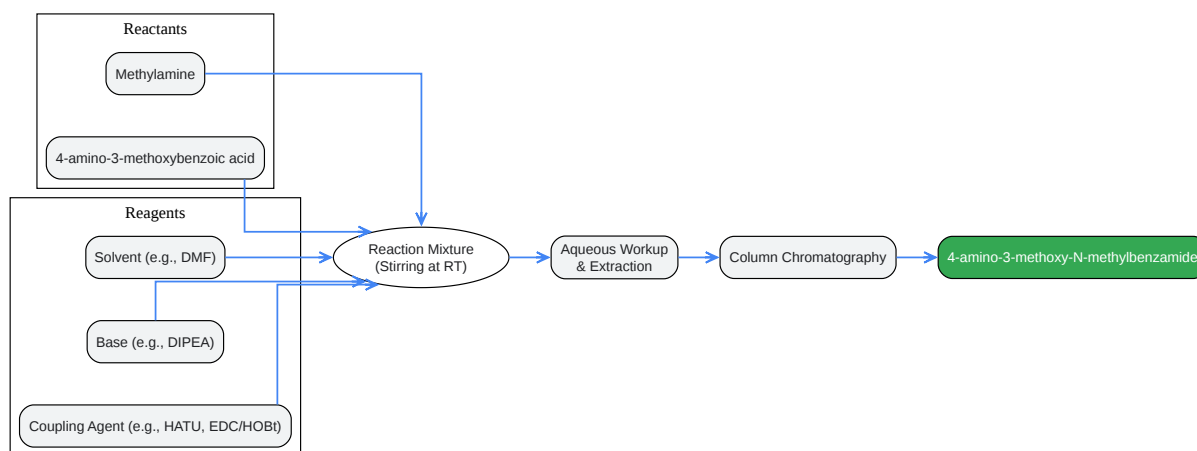 Reactants
Methylamine
4-amino-3-methoxybenzoic acid
Reagents
Solvent (e.g., DMF)
Base (e.g., DIPEA)
Coupling Agent (e.g., HATU, EDC/HOBt)
Reaction Mixture
(Stirring at RT)
Aqueous Workup
& Extraction
Column Chromatography
4-amino-3-methoxy-N-methylbenzamide